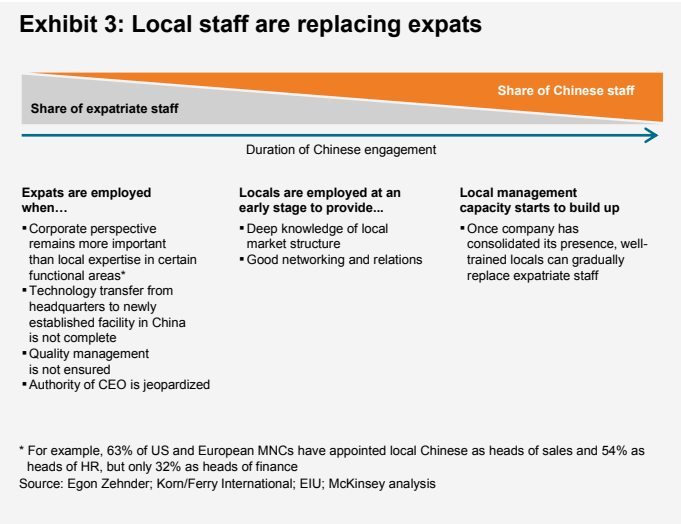 Exhibit 3: Local staff are replacing expats
Share of Chinese staff
Share of expatriate staff
Duration of Chinese engagement
Expats are employed
when…
▪ Corporate perspective
remains more important
than local expertise in certain
functional areas*
▪ Technology transfer from
headquarters to newly
established facility in China
is not complete
▪ Quality management
is not ensured
▪ Authority of CEO is jeopardized
Locals are employed at an
early stage to provide...
▪ Deep knowledge of local
market structure
▪ Good networking and relations
Local management
capacity starts to build up
▪ Once company has
consolidated its presence, well-
trained locals can gradually
replace expatriate staff
* For example, 63% of US and European MNCs have appointed local Chinese as heads of sales and 54% as
heads of HR, but only 32% as heads of finance
Source: Egon Zehnder; Korn/Ferry International; EIU; McKinsey analysis